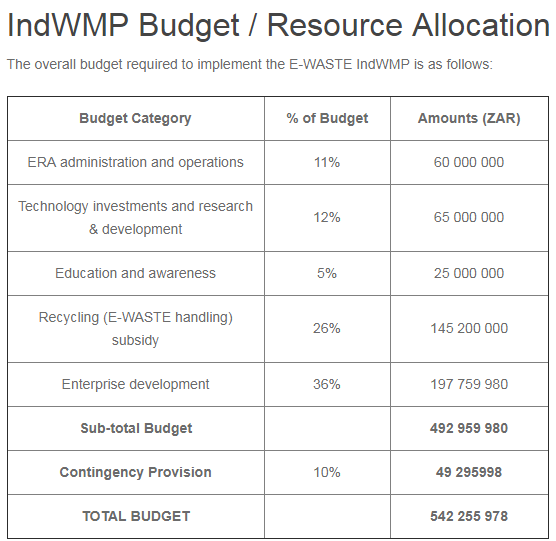 IndWMP Budget / Resource Allocation
The overall budget required to implement the E-WASTE IndWMP is as follows:
Budget Category % of Budget Amounts (ZAR)
ERA administration and operations 11% 60 000 000
Technology investments and research
& development 12% 65 000 000
Education and awareness 5% 25 000 000
Recycling (E-WASTE handling)
subsidy 26% 145 200 000
Enterprise development 36% 197 759 980
Sub-total Budget 492 959 980
Contingency Provision 10% 49 295998
TOTAL BUDGET 542 255 978